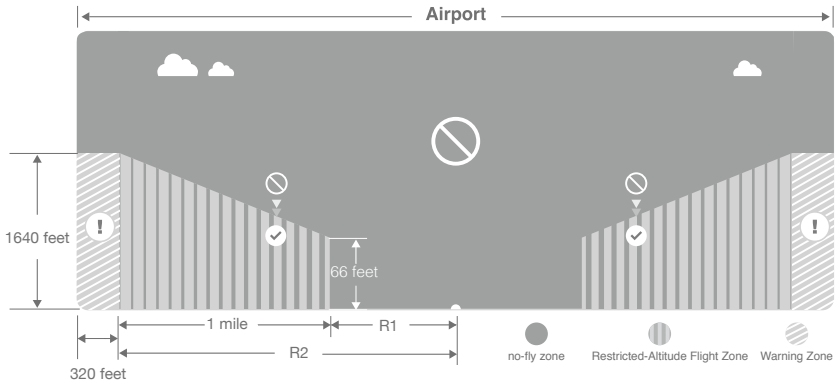 Airport
!
!
1640 feet
66 feet
1 mile
R1
R2
320 feet
no-fly zone
Restricted-Altitude Flight Zone
Warning Zone